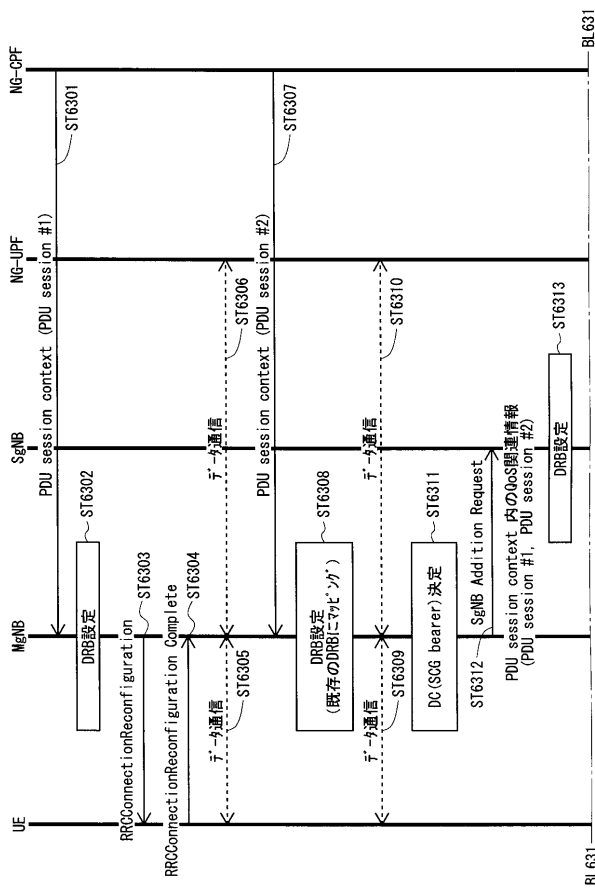 UE
MgNB
SgNB
NG-UPF
NG-CPF
PDU session context (PDU session #1)
ST6301
DRB設定
ST6302
RRCConnectionReconfiguration
ST6303
RRCConnectionReconfiguration Complete
ST6304
データ通信
ST6305
データ通信
ST6306
PDU session context (PDU session #2)
ST6307
DRB設定
(既存のDRBにマッピング)
ST6308
データ通信
ST6309
データ通信
ST6310
DC(SCG bearer)決定
ST6311
SgNB Addition Request
ST6312
PDU session context 内のQoS関連情報
(PDU session #1, PDU session #2)
DRB設定
ST6313
BL631
BL631